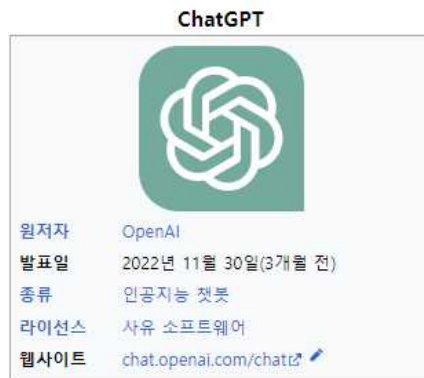 ChatGPT
원저자 OpenAI
발표일 2022년 11월 30일(3개월 전)
종류 인공지능 챗봇
라이선스 사유 소프트웨어
웹사이트 chat.openai.com/chat